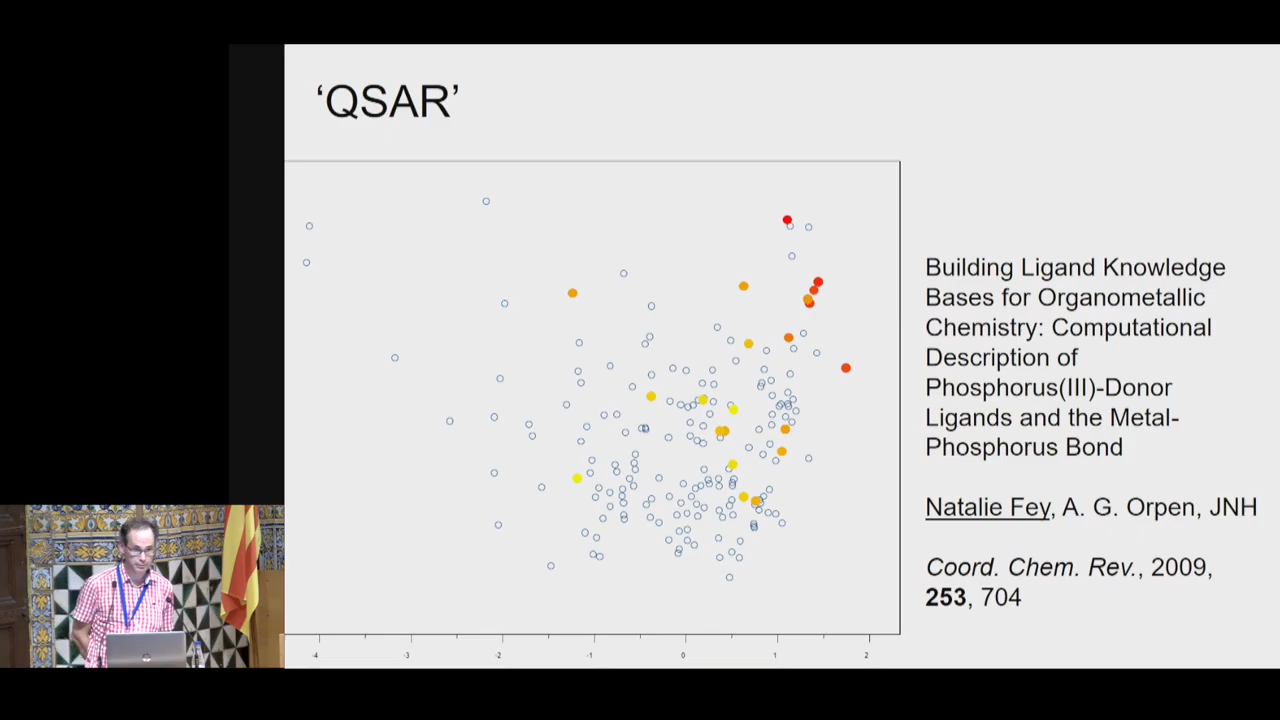 ‘QSAR’
Building Ligand Knowledge
Bases for Organometallic
Chemistry: Computational
Description of
Phosphorus(III)-Donor
Ligands and the Metal-
Phosphorus Bond
Natalie Fey, A. G. Orpen, JNH
Coord. Chem. Rev., 2009,
253, 704
-4 -3 -2 -1 0 1 2